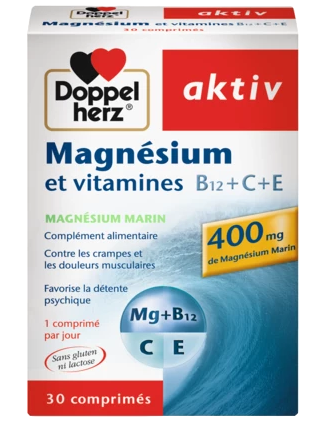 Doppel
herz®
aktiv
Magnésium
et vitamines B12+C+E
MAGNÉSIUM MARIN
Complément alimentaire
Contre les crampes et
les douleurs musculaires
400 mg
de Magnésium Marin
Favorise la détente
psychique
Mg+B12
C E
1 comprimé
par jour
Sans gluten
ni lactose
30 comprimés